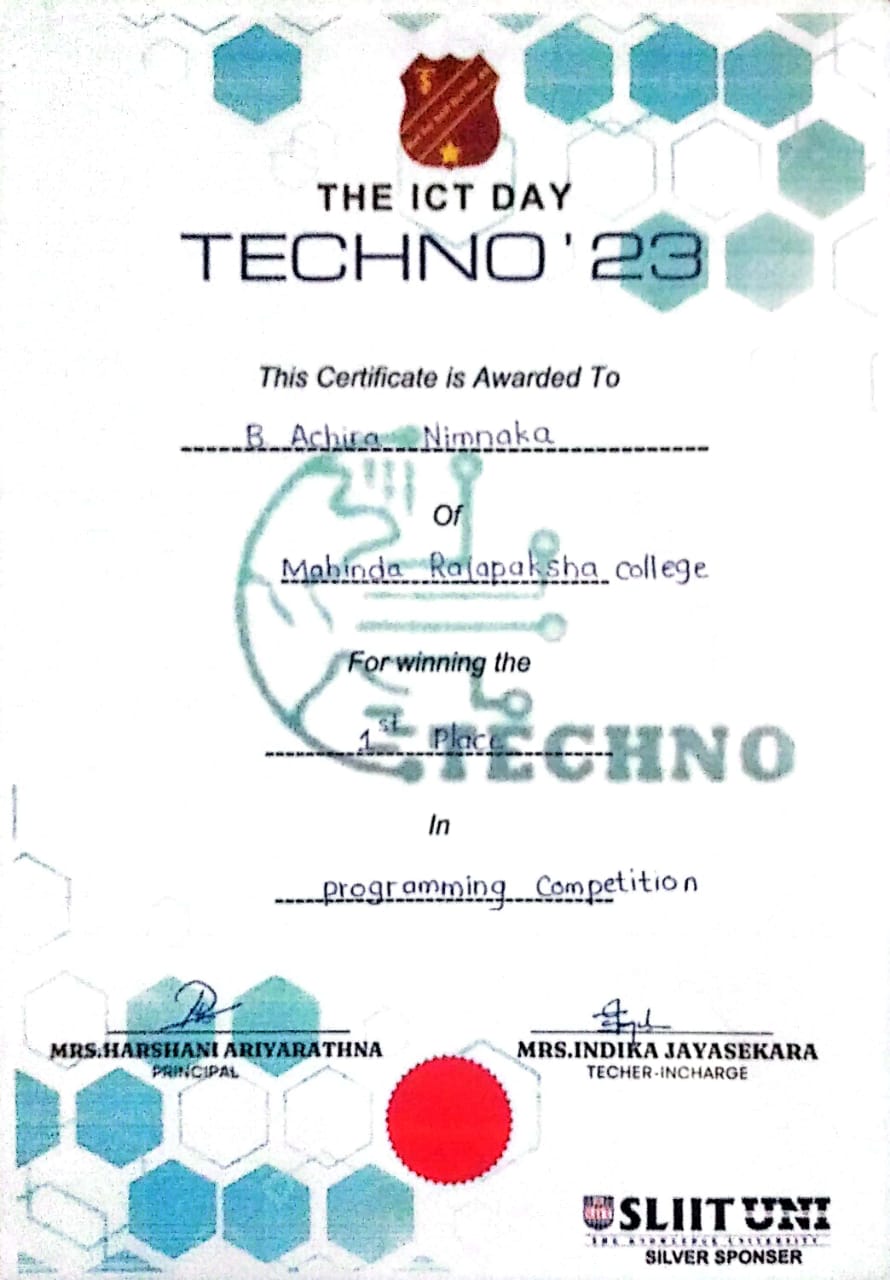 THE ICT DAY
TECHNO '23
This Certificate is Awarded To
B Achira Nimnaka
Of
Mahinda Rajapaksha college
For winning the
1st Place
TECHNO
In
programming Competition
MRS.HARSHANI ARIYARATHNA
PRINCIPAL
MRS.INDIKA JAYASEKARA
TECHER-INCHARGE
SLIIT UNI
THE KNOWLEDGE UNIVERSITY
SILVER SPONSER